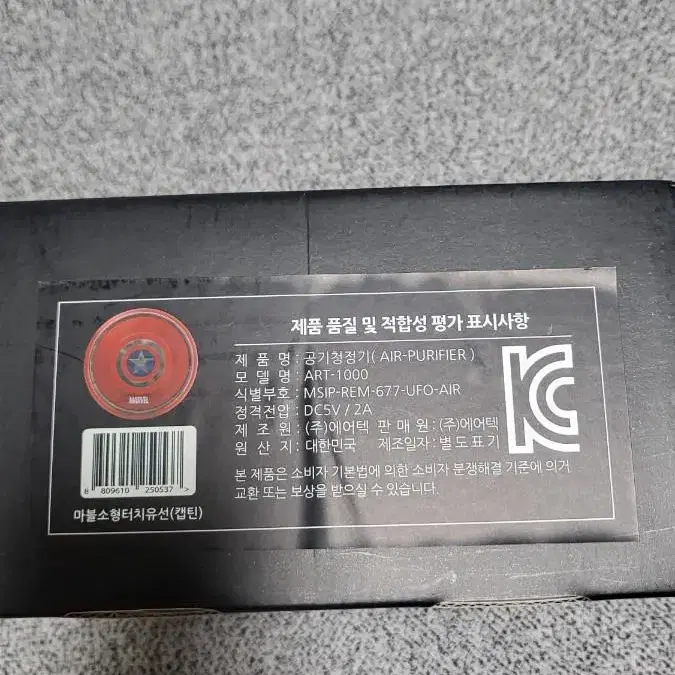 제품 품질 및 적합성 평가 표시사항
제 품 명 : 공기청정기( AIR-PURIFIER )
모 델 명 : ART-1000
식별부호 : MSIP-REM-677-UFO-AIR
정격전압 : DC5V / 2A
제 조 원 : (주)에어텍 판 매 원 : (주)에어텍
원 산 지 : 대한민국 제조일자 : 별도표기
본 제품은 소비자 기본법에 의한 소비자 분쟁해결 기준에 의거
교환 또는 보상을 받으실 수 있습니다.
KC
MARVEL
8 809610 250537 >
마블소형터치유선(캡틴)